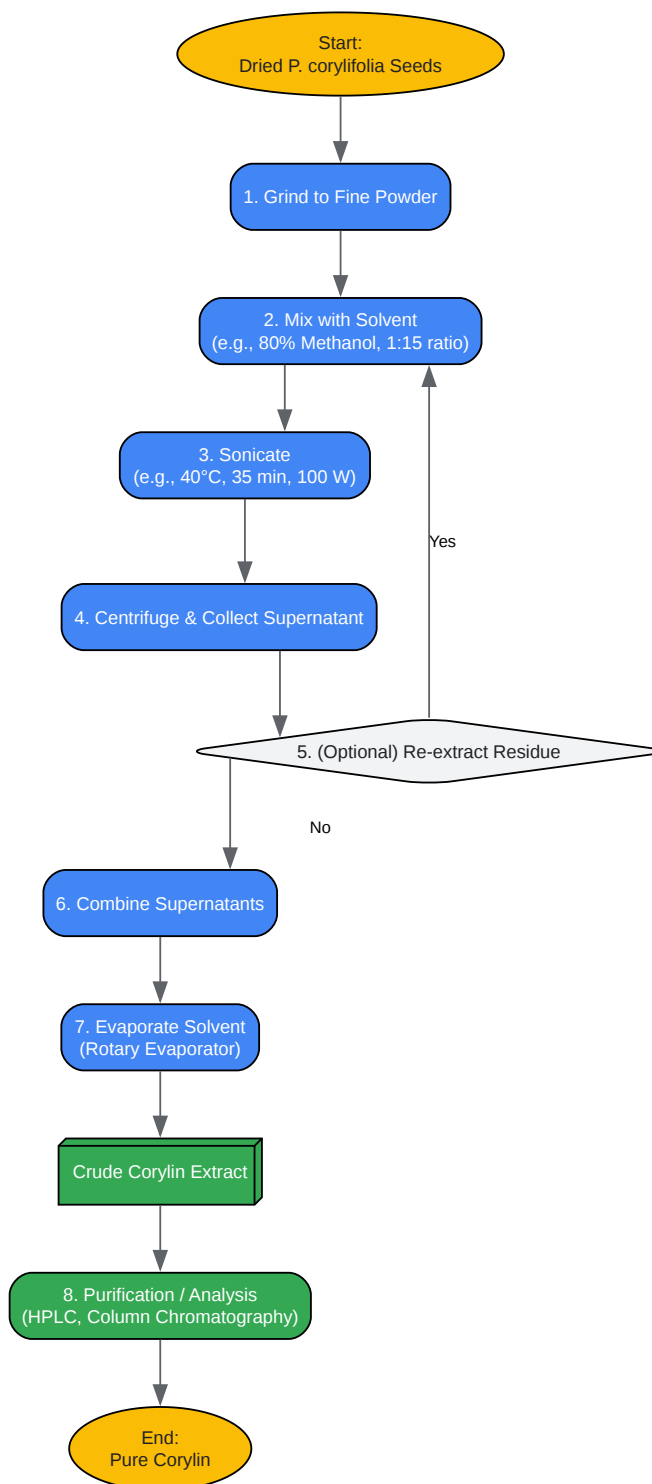 Start:
Dried P. corylifolia Seeds
1. Grind to Fine Powder
2. Mix with Solvent
(e.g., 80% Methanol, 1:15 ratio)
3. Sonicate
(e.g., 40°C, 35 min, 100 W)
Yes
4. Centrifuge & Collect Supernatant
5. (Optional) Re-extract Residue
No
6. Combine Supernatants
7. Evaporate Solvent
(Rotary Evaporator)
Crude Corylin Extract
8. Purification / Analysis
(HPLC, Column Chromatography)
End:
Pure Corylin